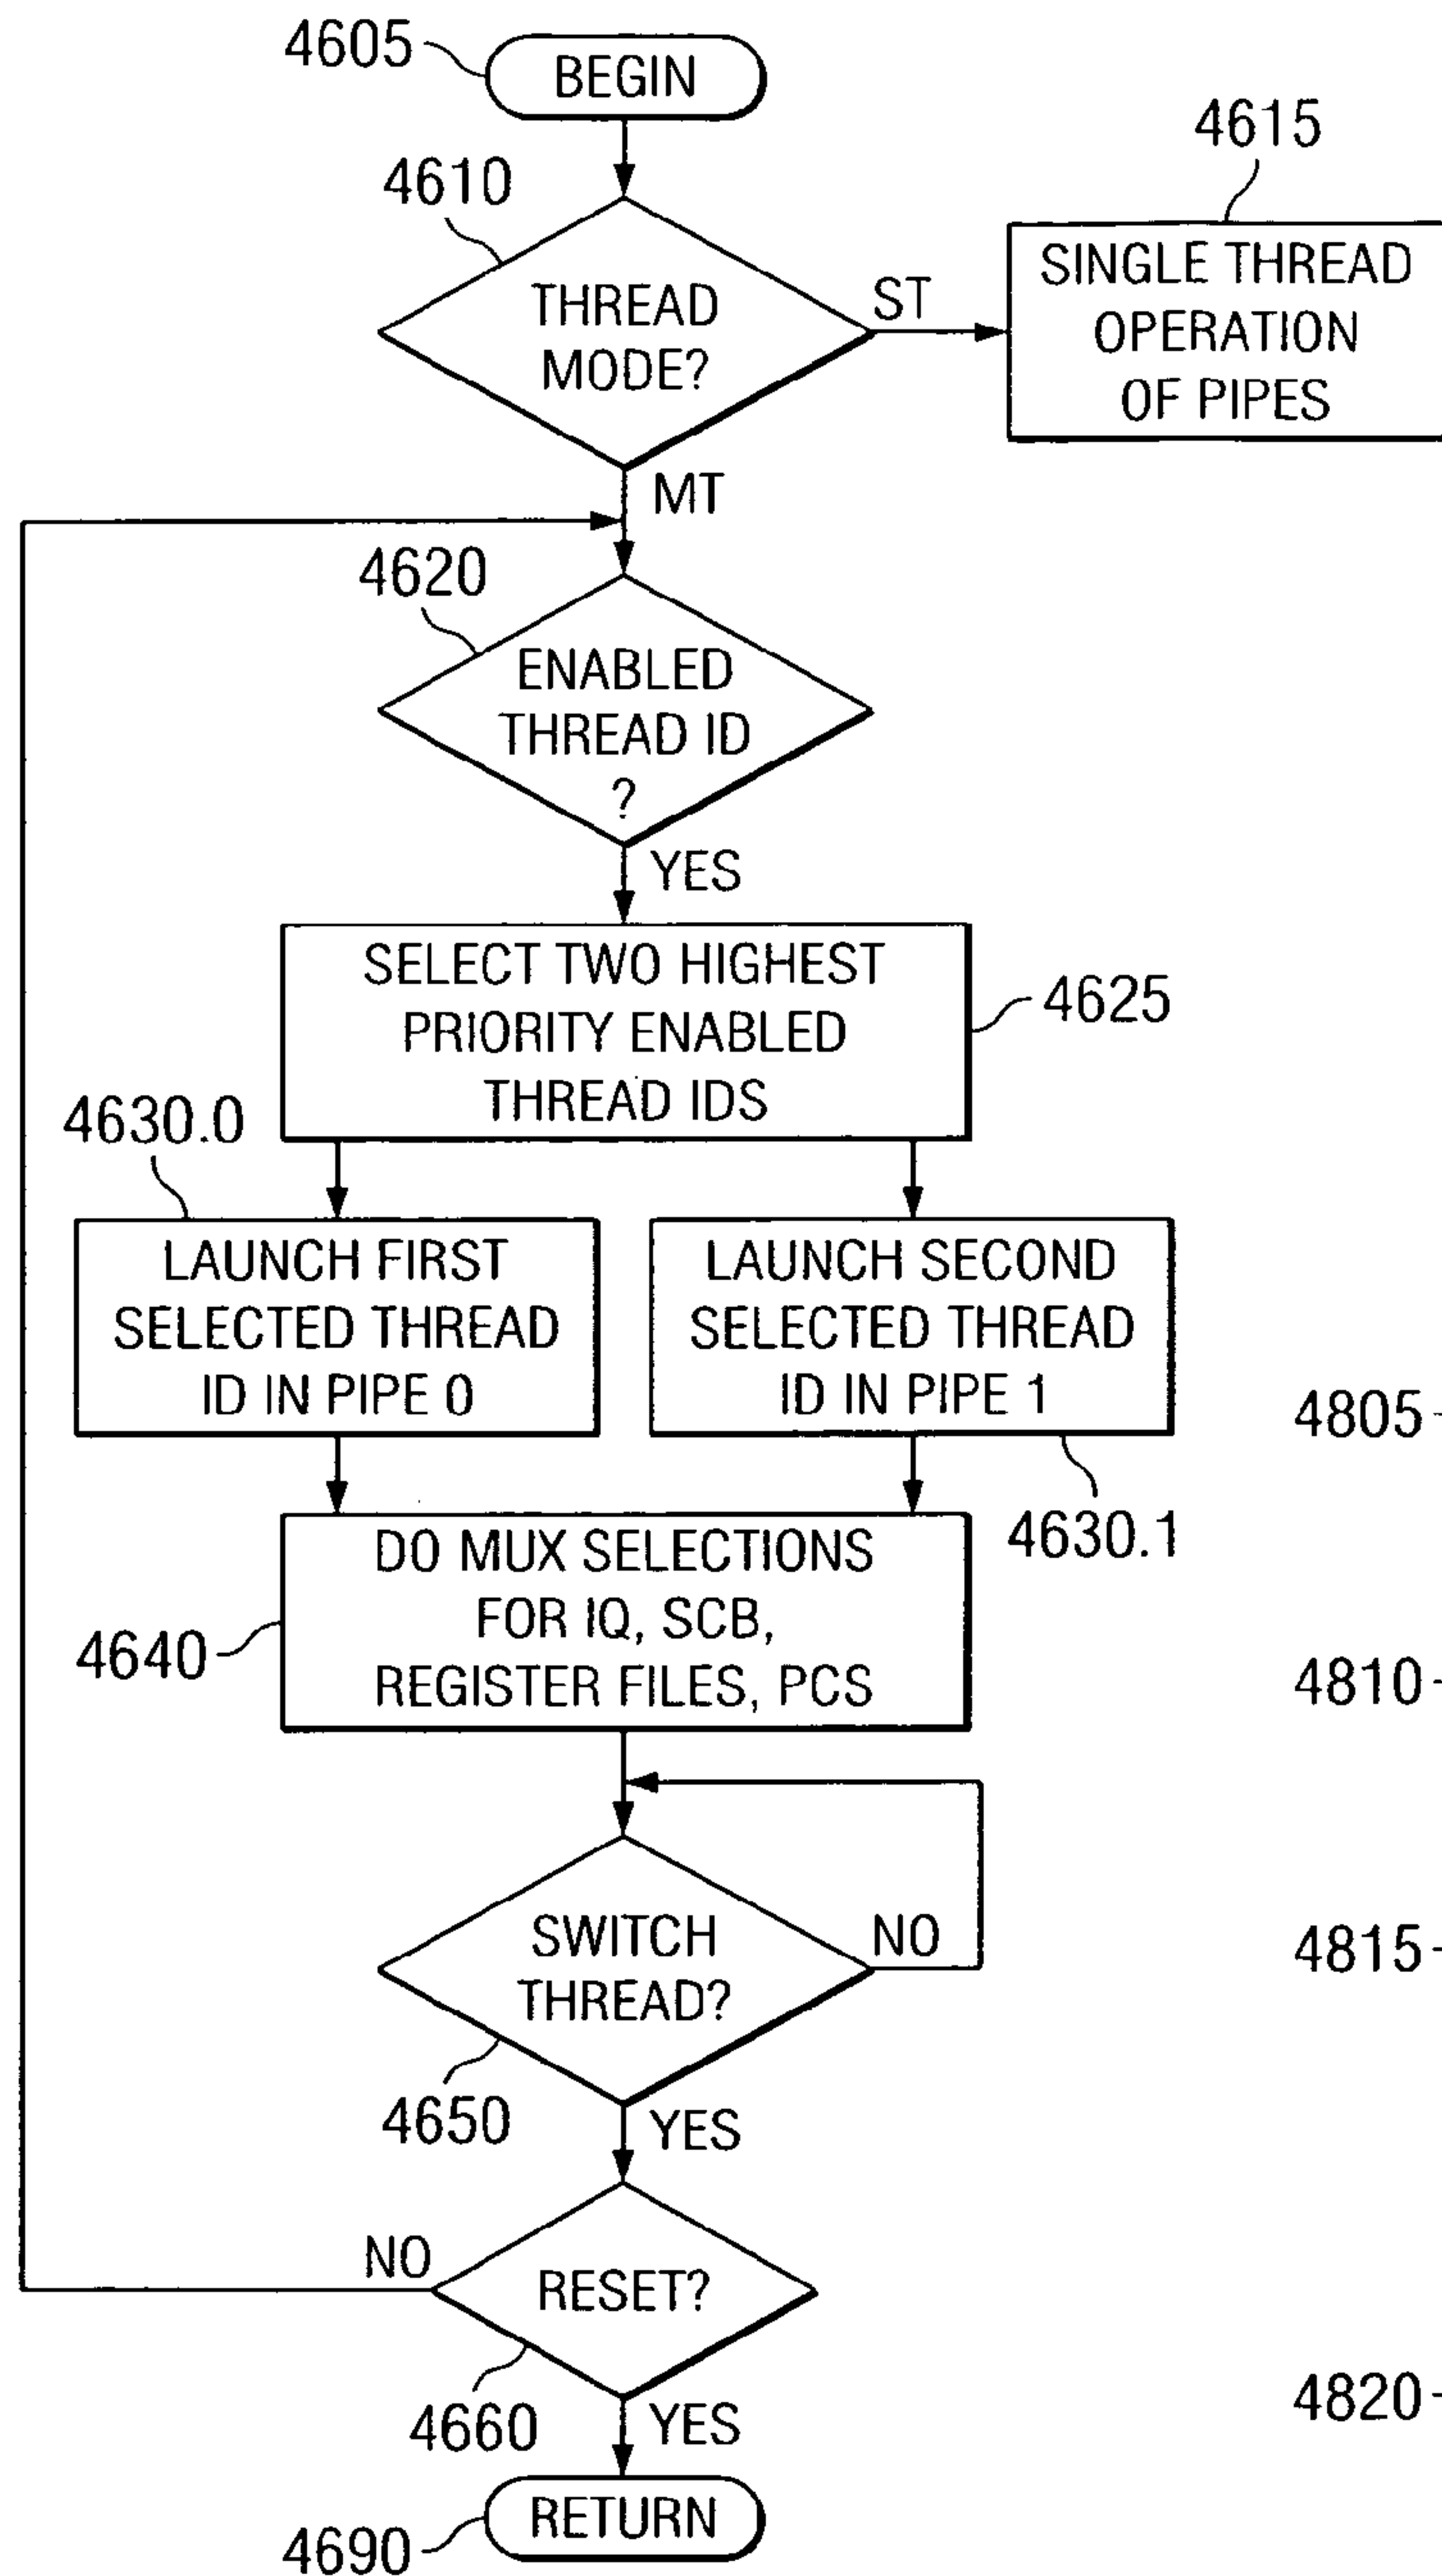 4605
BEGIN
4610
4615
THREAD
MODE?
ST
SINGLE THREAD
OPERATION
OF PIPES
MT
4620
ENABLED
THREAD ID
?
YES
SELECT TWO HIGHEST
PRIORITY ENABLED
THREAD IDS
4625
4630.0
LAUNCH FIRST
SELECTED THREAD
ID IN PIPE 0
LAUNCH SECOND
SELECTED THREAD
ID IN PIPE 1
4805
4630.1
DO MUX SELECTIONS
FOR IQ, SCB,
REGISTER FILES, PCS
4640
4810
SWITCH
THREAD?
NO
4815
4650
YES
NO
RESET?
4660
YES
4820
RETURN
4690